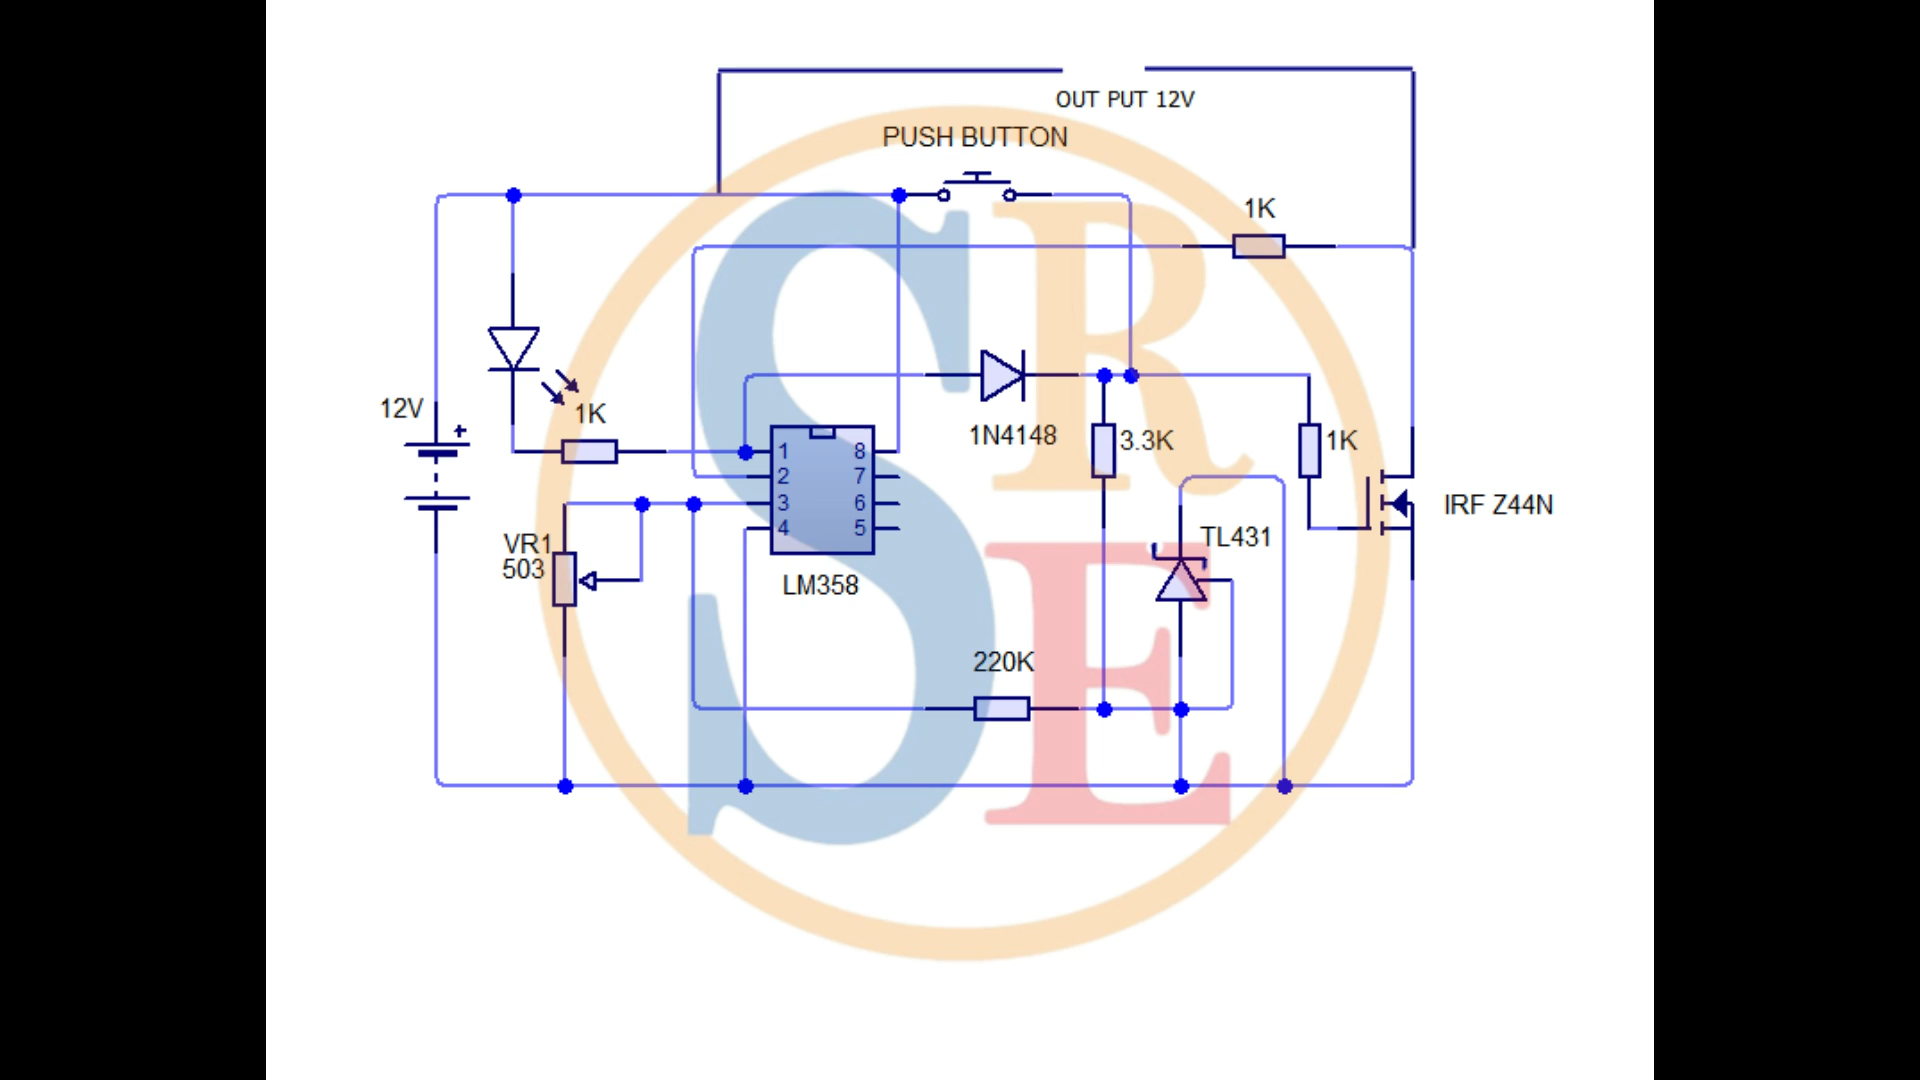 OUT PUT 12V
PUSH BUTTON
1K
12V
+
1K
1N4148
3.3K
1K
1 8
2 7
3 6
4 5
IRF Z44N
VR1
503
TL431
LM358
220K
SRE